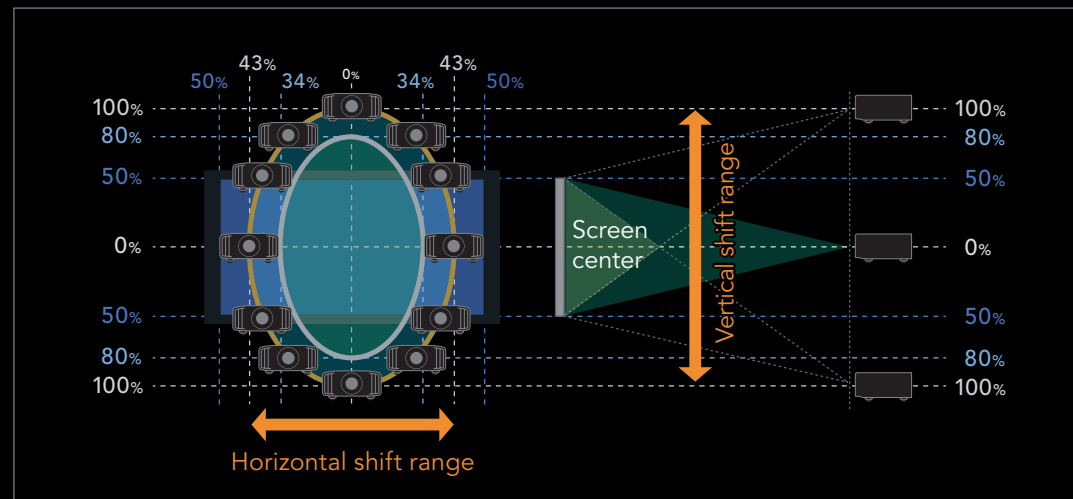 43% 0% 43%
50% 34% 34% 50%
100% 100%
80% 80%
50% 50%
0% Screen center 0%
Vertical shift range
50% 50%
80% 80%
100% 100%
Horizontal shift range